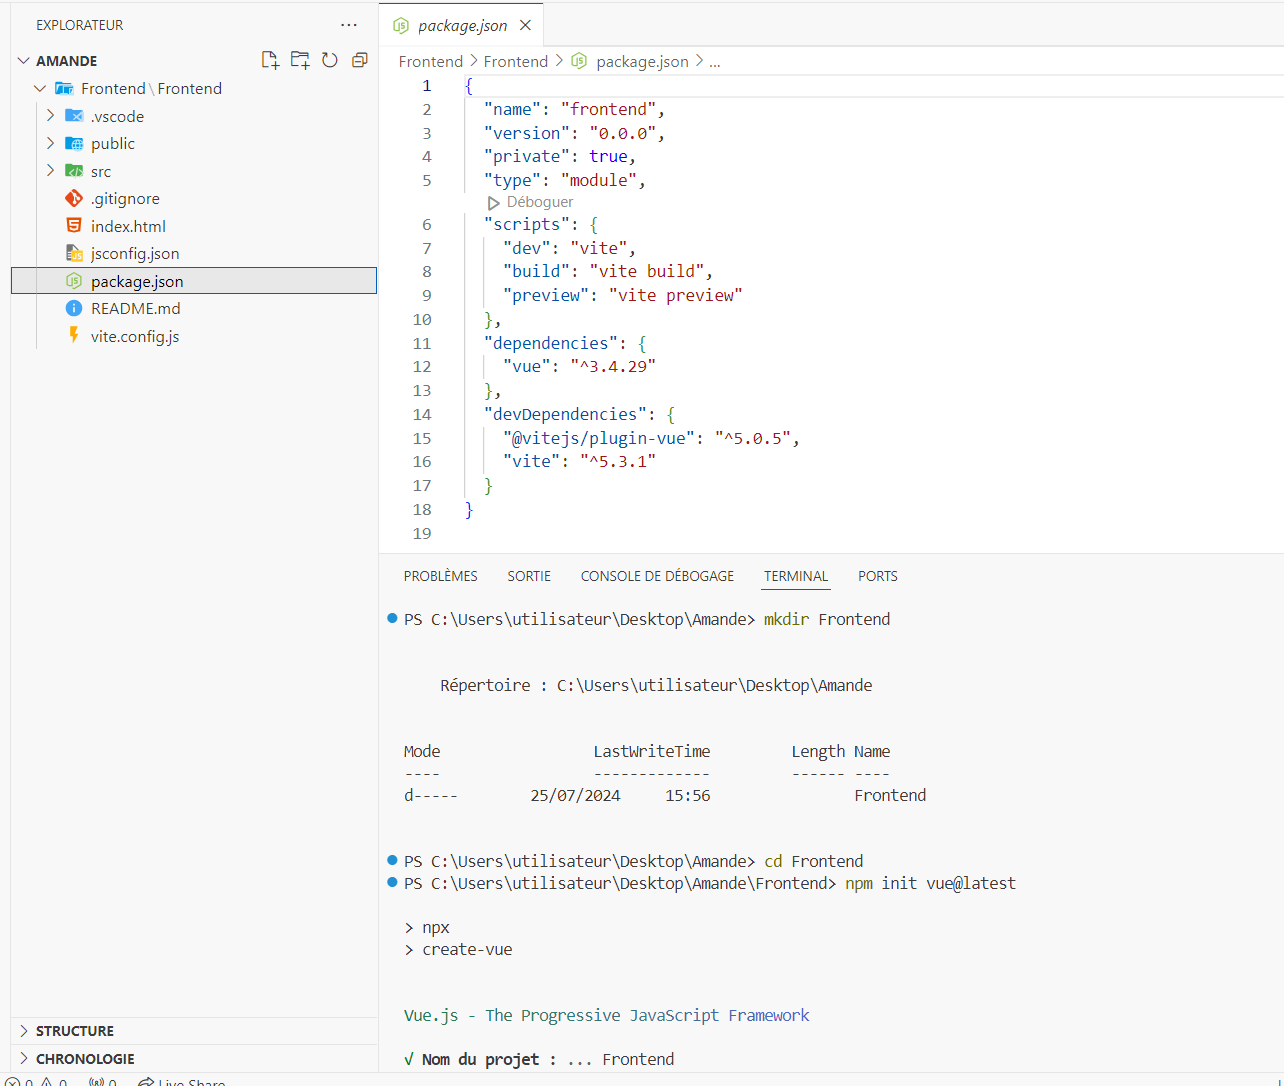 EXPLORATEUR
AMANDE
Frontend\Frontend
.vscode
public
src
.gitignore
index.html
jsconfig.json
package.json
README.md
vite.config.js
STRUCTURE
CHRONOLOGIE
package.json
Frontend > Frontend > package.json > ...
1 {
2 "name": "frontend",
3 "version": "0.0.0",
4 "private": true,
5 "type": "module",
Déboguer
6 "scripts": {
7 "dev": "vite",
8 "build": "vite build",
9 "preview": "vite preview"
10 },
11 "dependencies": {
12 "vue": "^3.4.29"
13 },
14 "devDependencies": {
15 "@vitejs/plugin-vue": "^5.0.5",
16 "vite": "^5.3.1"
17 }
18 }
19
PROBLÈMES SORTIE CONSOLE DE DÉBOGAGE TERMINAL PORTS
PS C:\Users\utilisateur\Desktop\Amande> mkdir Frontend
Répertoire : C:\Users\utilisateur\Desktop\Amande
Mode LastWriteTime Length Name
---- ------------- ------ ----
d----- 25/07/2024 15:56 Frontend
PS C:\Users\utilisateur\Desktop\Amande> cd Frontend
PS C:\Users\utilisateur\Desktop\Amande\Frontend> npm init vue@latest
> npx
> create-vue
Vue.js - The Progressive JavaScript Framework
√ Nom du projet : ... Frontend
0 0 0 Live Share